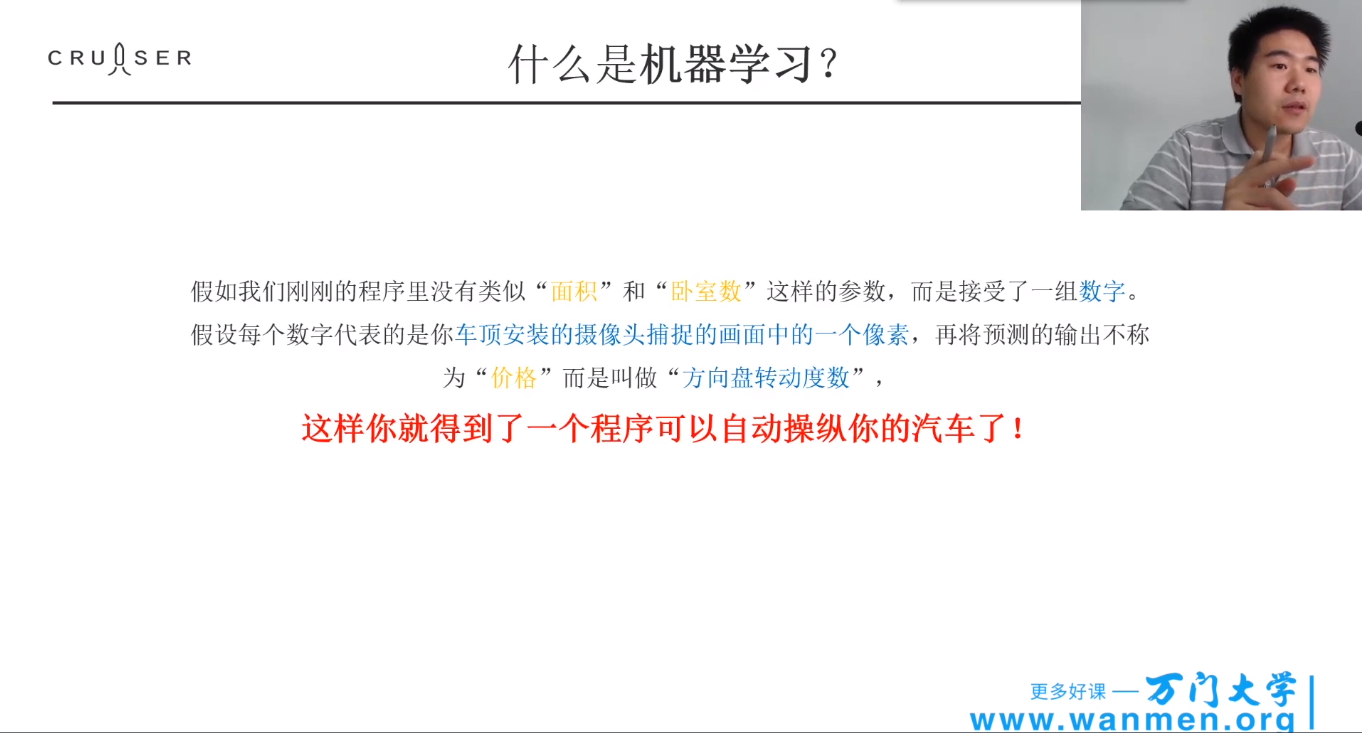 CRUISER
什么是机器学习？
假如我们刚刚的程序里没有类似“面积”和“卧室数”这样的参数，而是接受了一组数字。
假设每个数字代表的是你车顶安装的摄像头捕捉的画面中的一个像素，再将预测的输出不称
为“价格”而是叫做“方向盘转动度数”，
这样你就得到了一个程序可以自动操纵你的汽车了！
更多好课 — 万门大学
www.wanmen.org